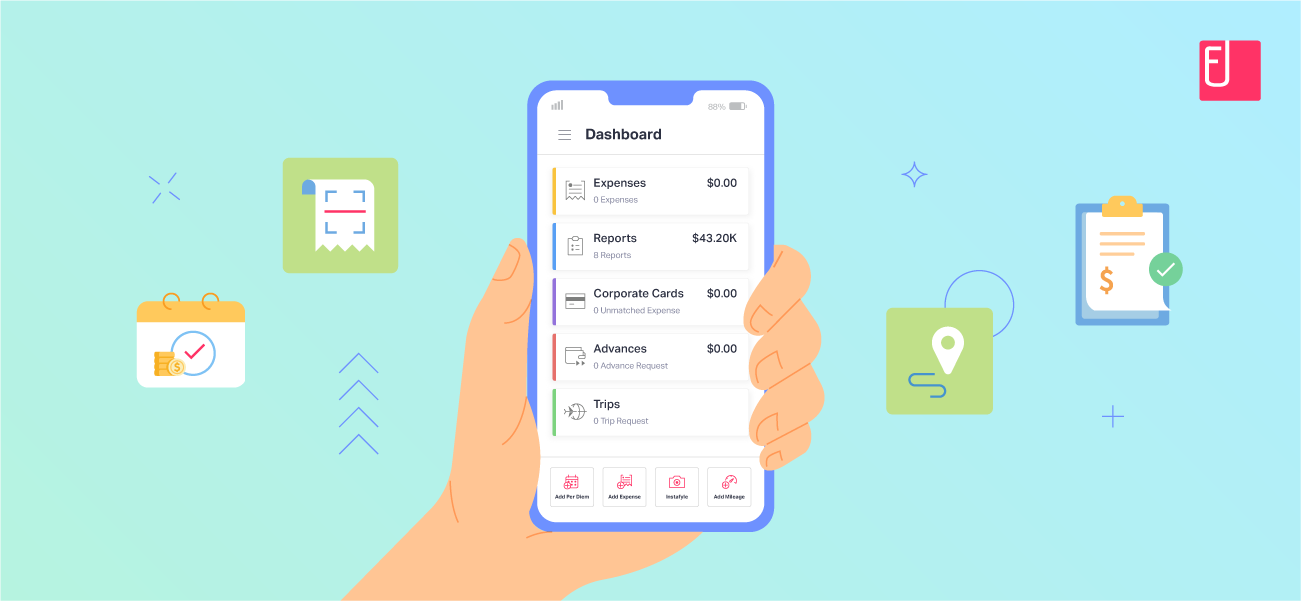 88%
Dashboard
Expenses $0.00
0 Expenses
Reports $43.20K
8 Reports
Corporate Cards $0.00
0 Unmatched Expense
Advances $0.00
0 Advance Request
Trips
0 Trip Request
Add Per Diem Add Expense Instafyle Add Mileage
$
$